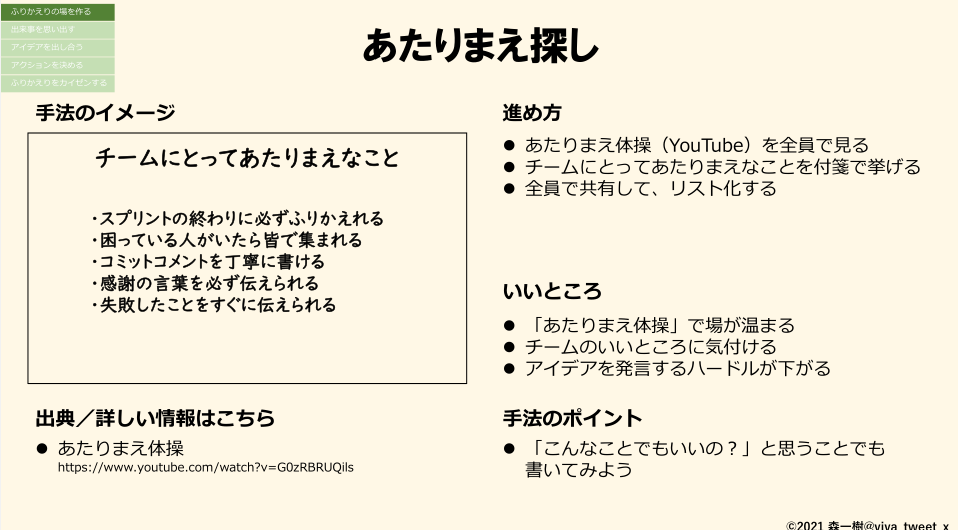 ふりかえりの場を作る
出来事を思い出す
アイデアを出し合う
アクションを決める
ふりかえりをカイゼンする
あたりまえ探し
手法のイメージ
チームにとってあたりまえなこと
・スプリントの終わりに必ずふりかえれる
・困っている人がいたら皆で集まれる
・コミットコメントを丁寧に書ける
・感謝の言葉を必ず伝えられる
・失敗したことをすぐに伝えられる
出典／詳しい情報はこちら
● あたりまえ体操
https://www.youtube.com/watch?v=G0zRBRUQils
進め方
● あたりまえ体操（YouTube）を全員で見る
● チームにとってあたりまえなことを付箋で挙げる
● 全員で共有して、リスト化する
いいところ
● 「あたりまえ体操」で場が温まる
● チームのいいところに気付ける
● アイデアを発言するハードルが下がる
手法のポイント
● 「こんなことでもいいの？」と思うことでも
書いてみよう
©2021 森一樹@viva_tweet_x